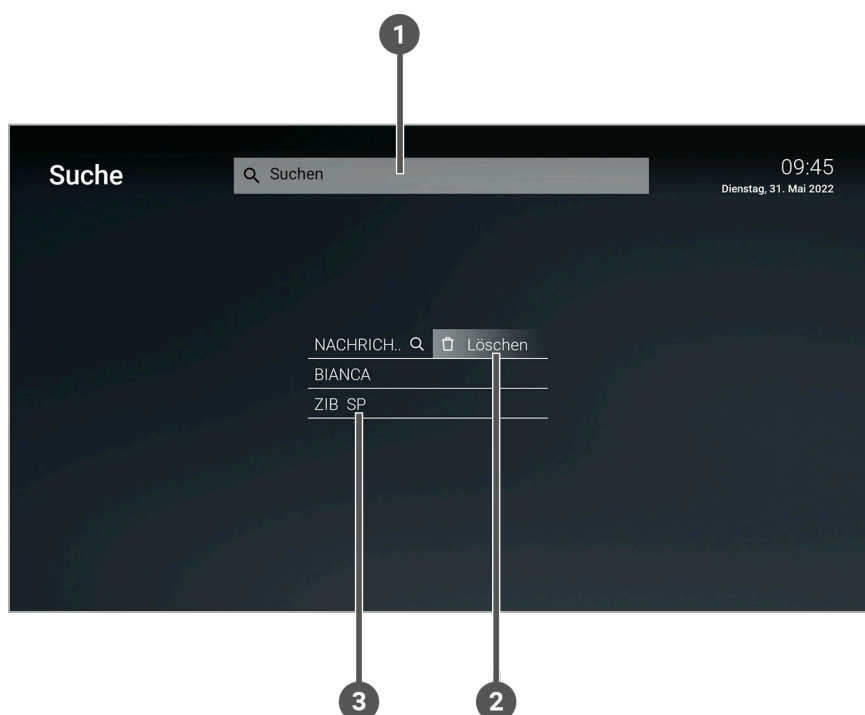 1
Suche
Suchen
09:45
Dienstag, 31. Mai 2022
NACHRICH.. Löschen
BIANCA
ZIB SP
3 2